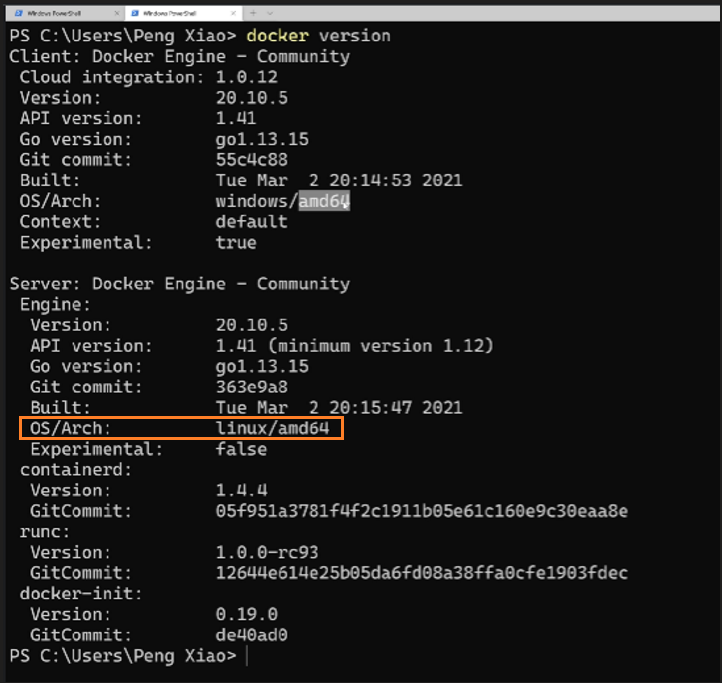 Windows PowerShell
Windows PowerShell
PS C:\Users\Peng Xiao> docker version
Client: Docker Engine - Community
 Cloud integration: 1.0.12
 Version:           20.10.5
 API version:       1.41
 Go version:        go1.13.15
 Git commit:        55c4c88
 Built:             Tue Mar  2 20:14:53 2021
 OS/Arch:           windows/amd64
 Context:           default
 Experimental:      true
Server: Docker Engine - Community
 Engine:
  Version:          20.10.5
  API version:      1.41 (minimum version 1.12)
  Go version:       go1.13.15
  Git commit:       363e9a8
  Built:            Tue Mar  2 20:15:47 2021
  OS/Arch:          linux/amd64
  Experimental:     false
 containerd:
  Version:          1.4.4
  GitCommit:        05f951a3781f4f2c1911b05e61c160e9c30eaa8e
 runc:
  Version:          1.0.0-rc93
  GitCommit:        12644e614e25b05da6fd08a38ffa0cfe1903fdec
 docker-init:
  Version:          0.19.0
  GitCommit:        de40ad0
PS C:\Users\Peng Xiao>